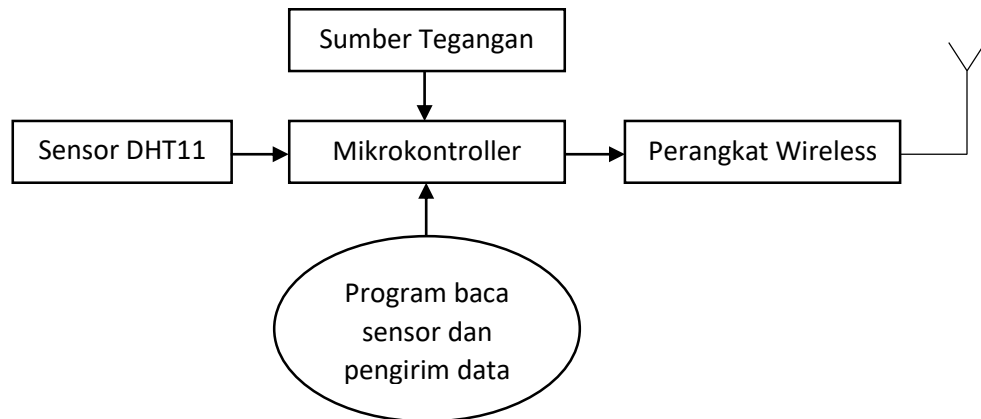 Sumber Tegangan
Sensor DHT11
Mikrokontroller
Perangkat Wireless
Program baca
sensor dan
pengirim data